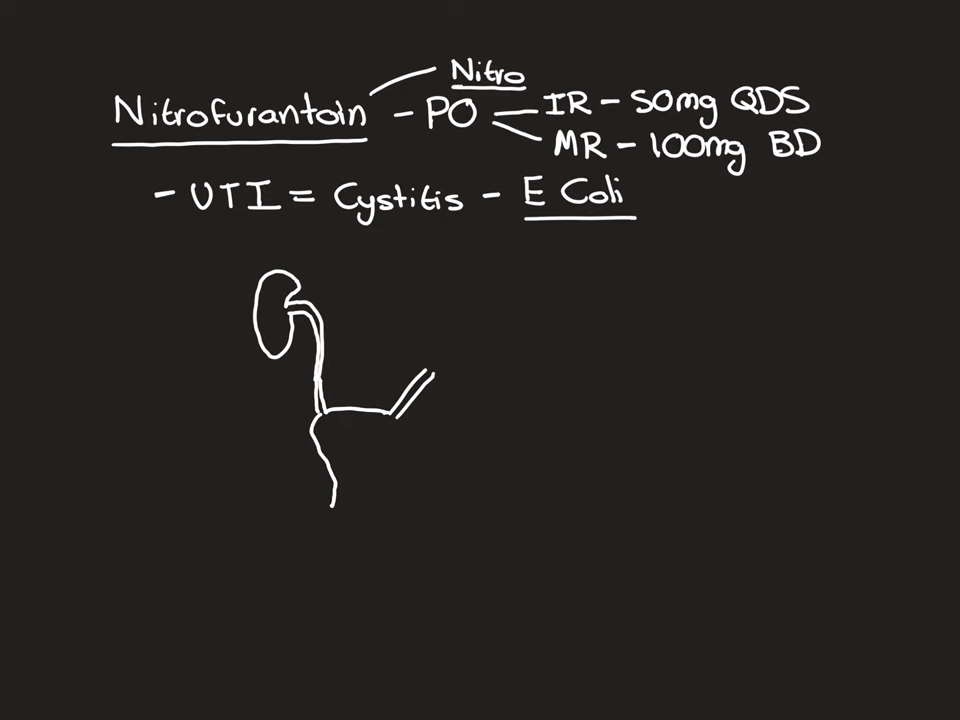 Nitro
Nitrofurantoin - PO
IR - 50mg QDS
MR - 100mg BD
- UTI = Cystitis - E Coli